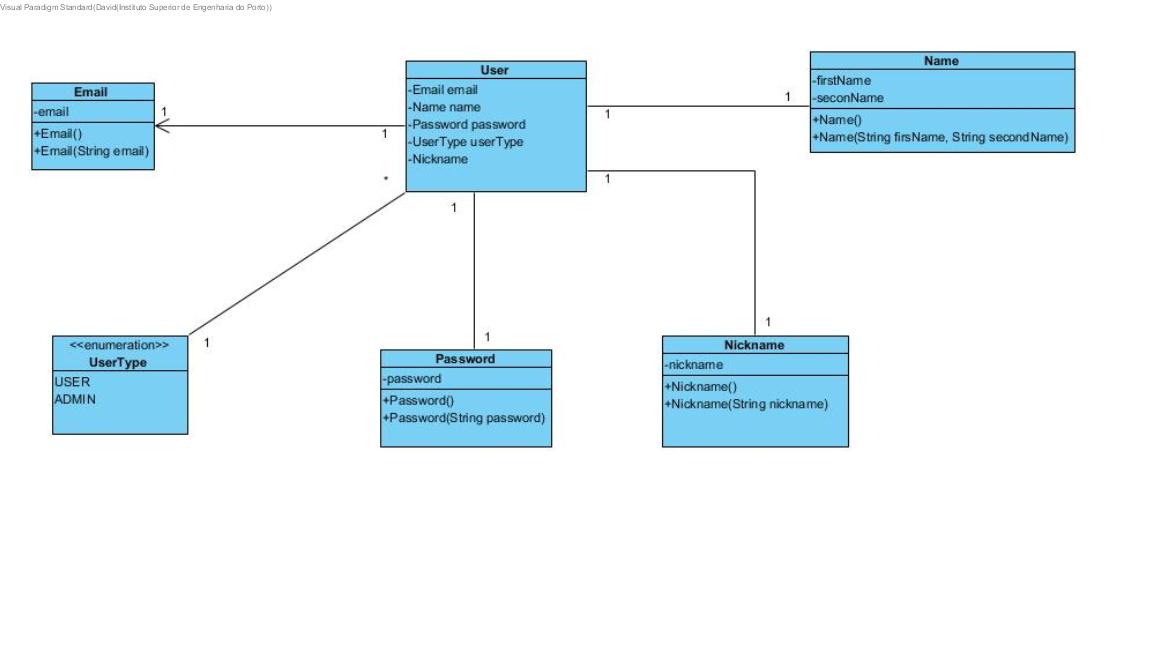 Visual Paradigm Standard(David(Instituto Superior de Engenharia do Porto))
Email
-email
+Email()
+Email(String email)
1
1
User
-Email email
-Name name
-Password password
-UserType userType
-Nickname
1
1
Name
-firstName
-seconName
+Name()
+Name(String firsName, String secondName)
*
1
1
1
1
1
<<enumeration>>
UserType
USER
ADMIN
Password
-password
+Password()
+Password(String password)
Nickname
-nickname
+Nickname()
+Nickname(String nickname)